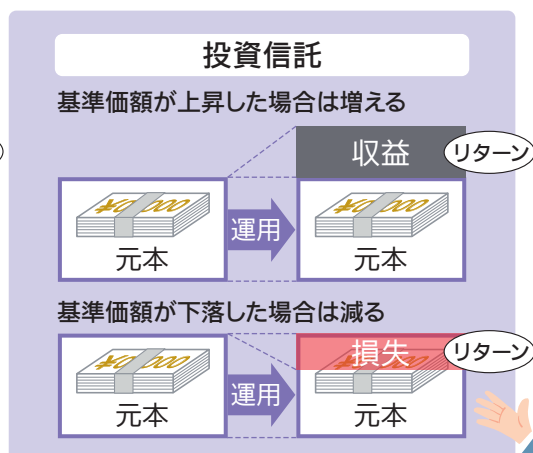 投資信託
基準価額が上昇した場合は増える
収益
リターン
元本
運用
元本
基準価額が下落した場合は減る
損失
リターン
元本
運用
元本